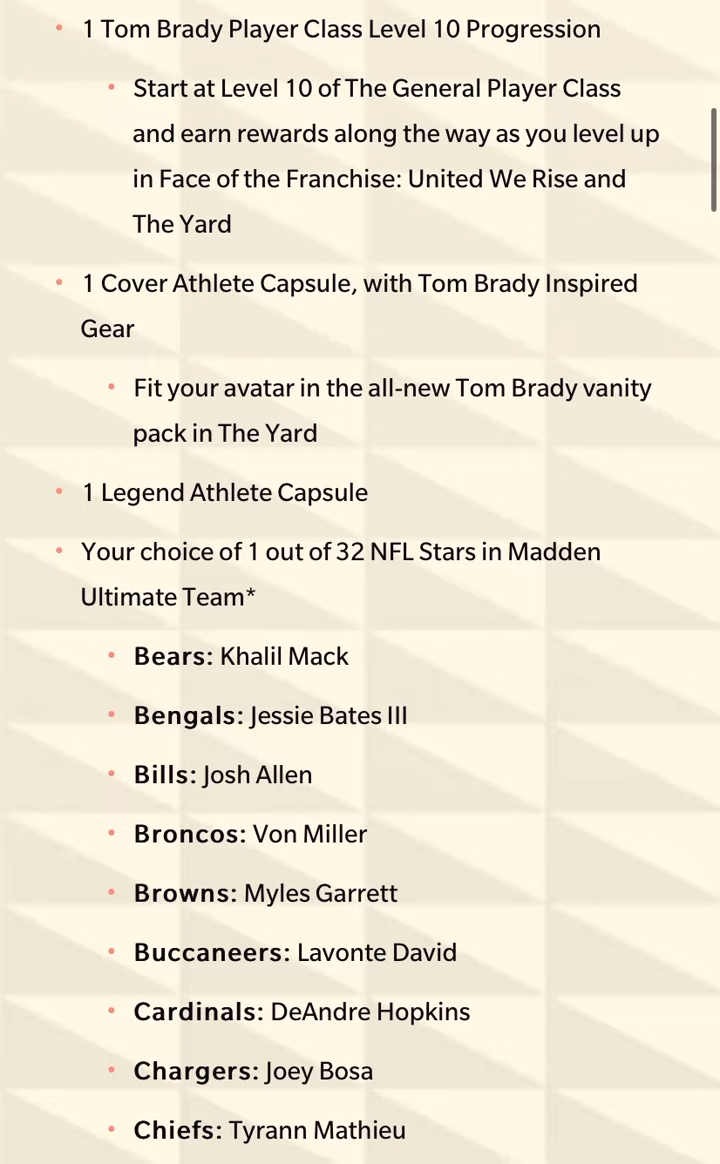 • 1 Tom Brady Player Class Level 10 Progression
• Start at Level 10 of The General Player Class
and earn rewards along the way as you level up
in Face of the Franchise: United We Rise and
The Yard
• 1 Cover Athlete Capsule, with Tom Brady Inspired
Gear
• Fit your avatar in the all-new Tom Brady vanity
pack in The Yard
• 1 Legend Athlete Capsule
• Your choice of 1 out of 32 NFL Stars in Madden
Ultimate Team*
• Bears: Khalil Mack
• Bengals: Jessie Bates III
• Bills: Josh Allen
• Broncos: Von Miller
• Browns: Myles Garrett
• Buccaneers: Lavonte David
• Cardinals: DeAndre Hopkins
• Chargers: Joey Bosa
• Chiefs: Tyrann Mathieu